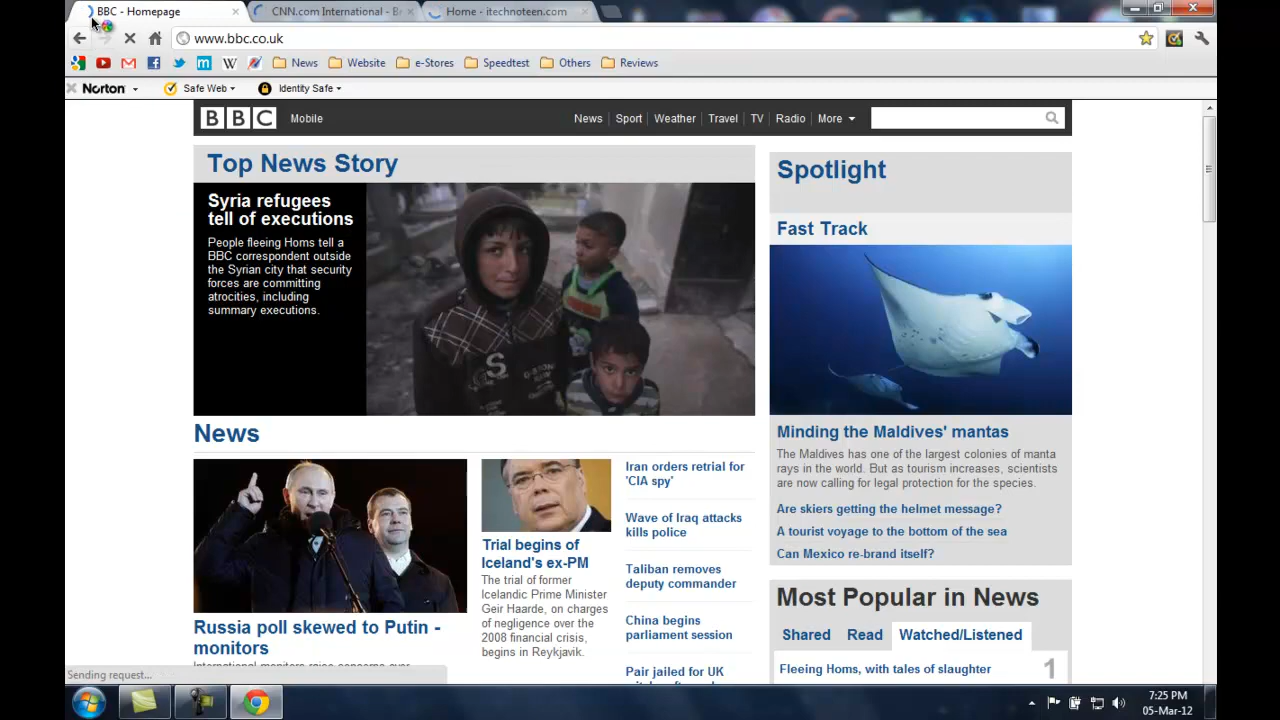 BBC - Homepage
CNN.com International - Br
Home - itechnoteen.com
www.bbc.co.uk
News
Website
e-Stores
Speedtest
Others
Reviews
Norton
Safe Web
Identity Safe
BBC
Mobile
News
Sport
Weather
Travel
TV
Radio
More
Top News Story
Syria refugees
tell of executions
People fleeing Homs tell a
BBC correspondent outside
the Syrian city that security
forces are committing
atrocities, including
summary executions.
Spotlight
Fast Track
Minding the Maldives' mantas
The Maldives has one of the largest colonies of manta
rays in the world. But as tourism increases, scientists
are now calling for legal protection for the species.
Are skiers getting the helmet message?
A tourist voyage to the bottom of the sea
Can Mexico re-brand itself?
News
Russia poll skewed to Putin -
monitors
Trial begins of
Iceland's ex-PM
The trial of former
Icelandic Prime Minister
Geir Haarde, on charges
of negligence over the
2008 financial crisis,
begins in Reykjavik.
Iran orders retrial for
'CIA spy'
Wave of Iraq attacks
kills police
Taliban removes
deputy commander
China begins
parliament session
Pair jailed for UK
Most Popular in News
Shared
Read
Watched/Listened
Fleeing Homs, with tales of slaughter
1
Sending request...
7:25 PM
05-Mar-12